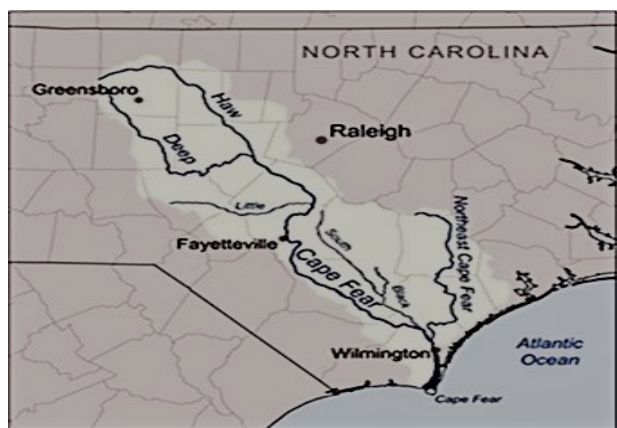 NORTH CAROLINA
Greensboro
Haw
Raleigh
Deep
Little
South
Northeast Cape Fear
Fayetteville
Cape Fear
Black
Wilmington
Atlantic
Ocean
Cape Fear